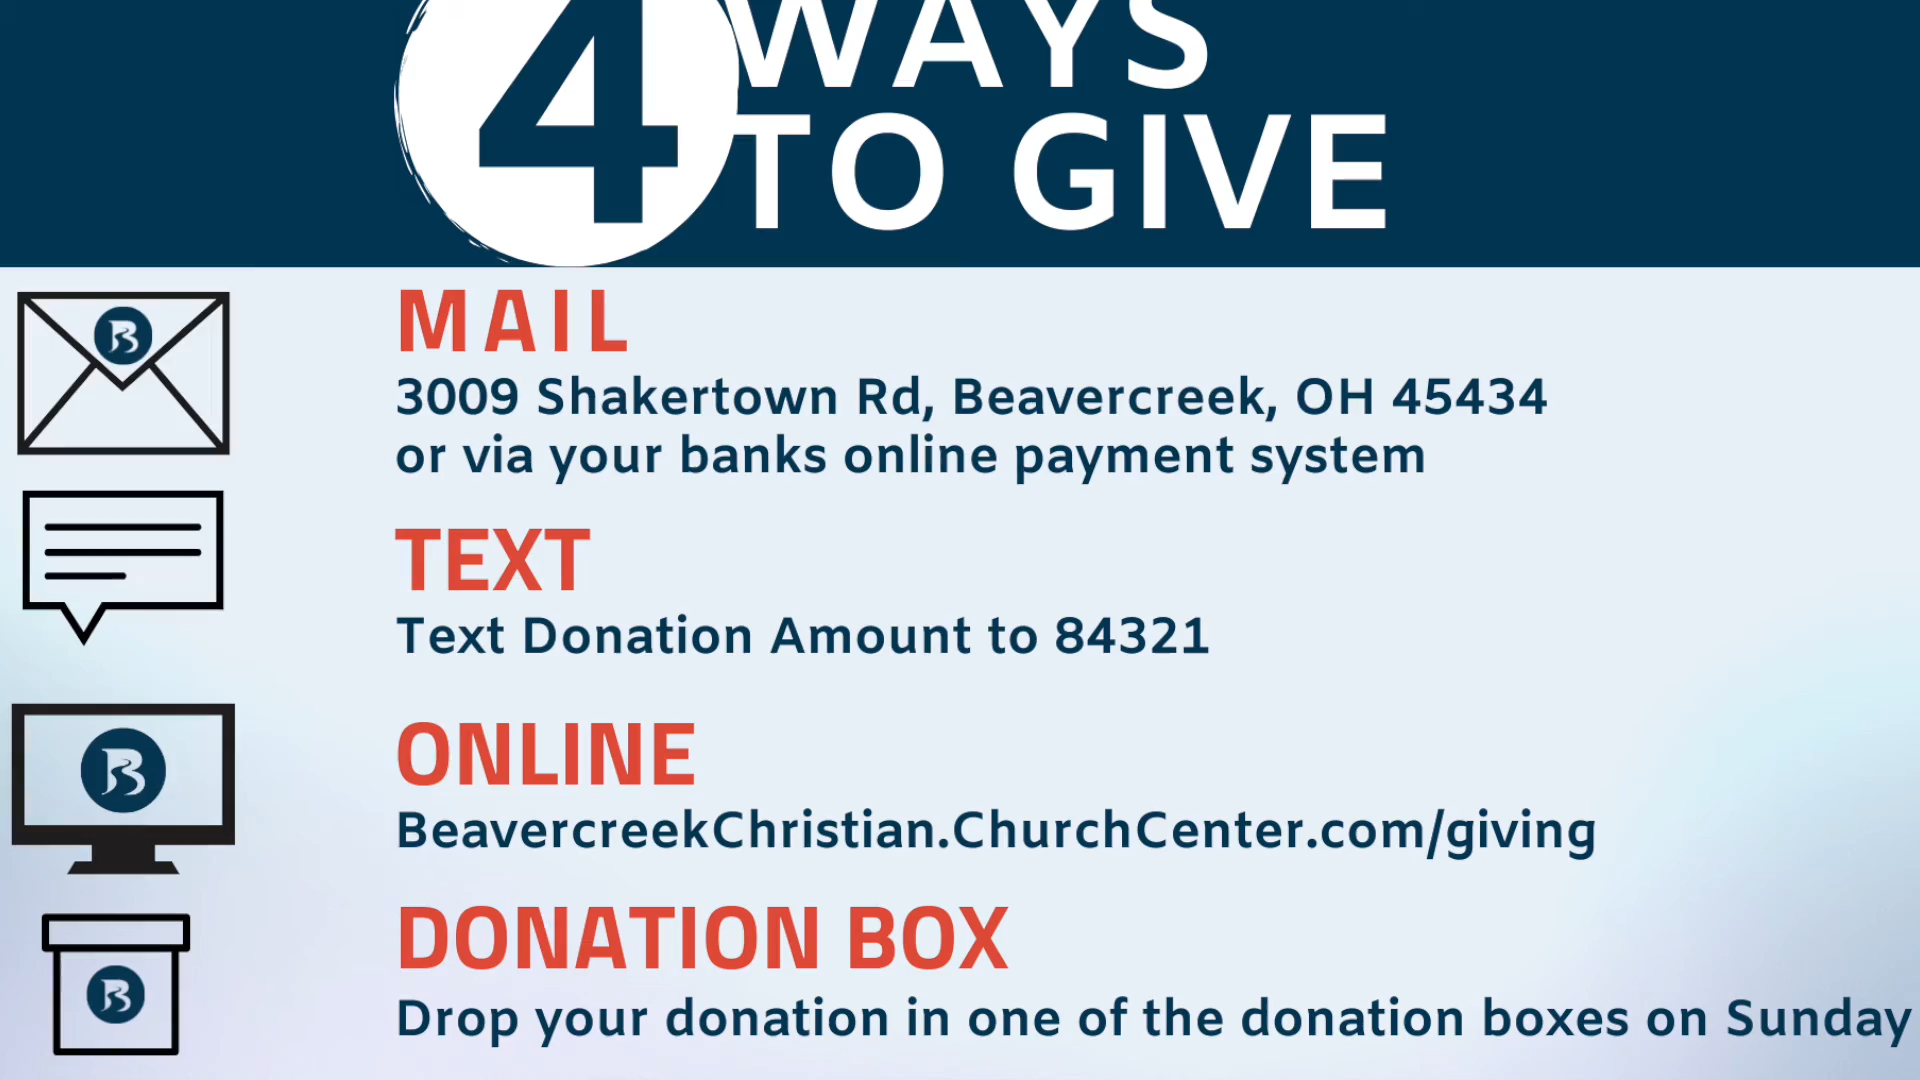 4 WAYS
TO GIVE
MAIL
3009 Shakertown Rd, Beavercreek, OH 45434
or via your banks online payment system
TEXT
Text Donation Amount to 84321
ONLINE
BeavercreekChristian.ChurchCenter.com/giving
DONATION BOX
Drop your donation in one of the donation boxes on Sunday